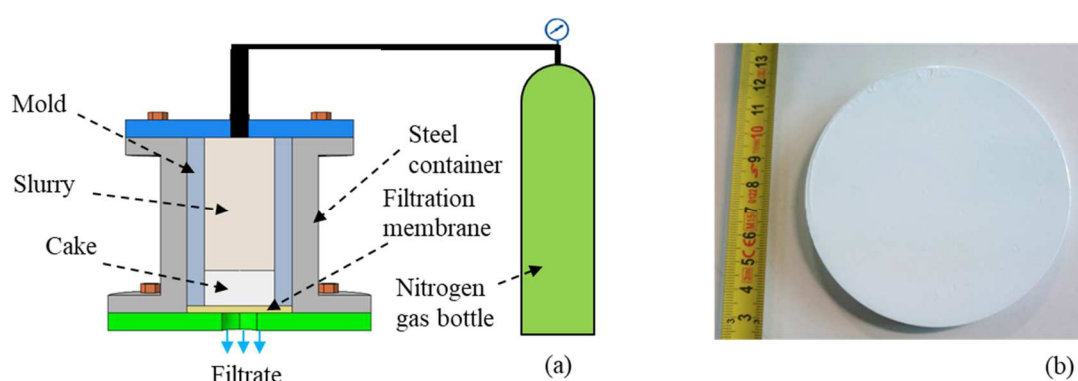 Mold
Slurry
Cake
Steel
container
Filtration
membrane
Nitrogen
gas bottle
Filtrate
(a)
13
12
11
10
9
8
7
6
5
4
3
(b)